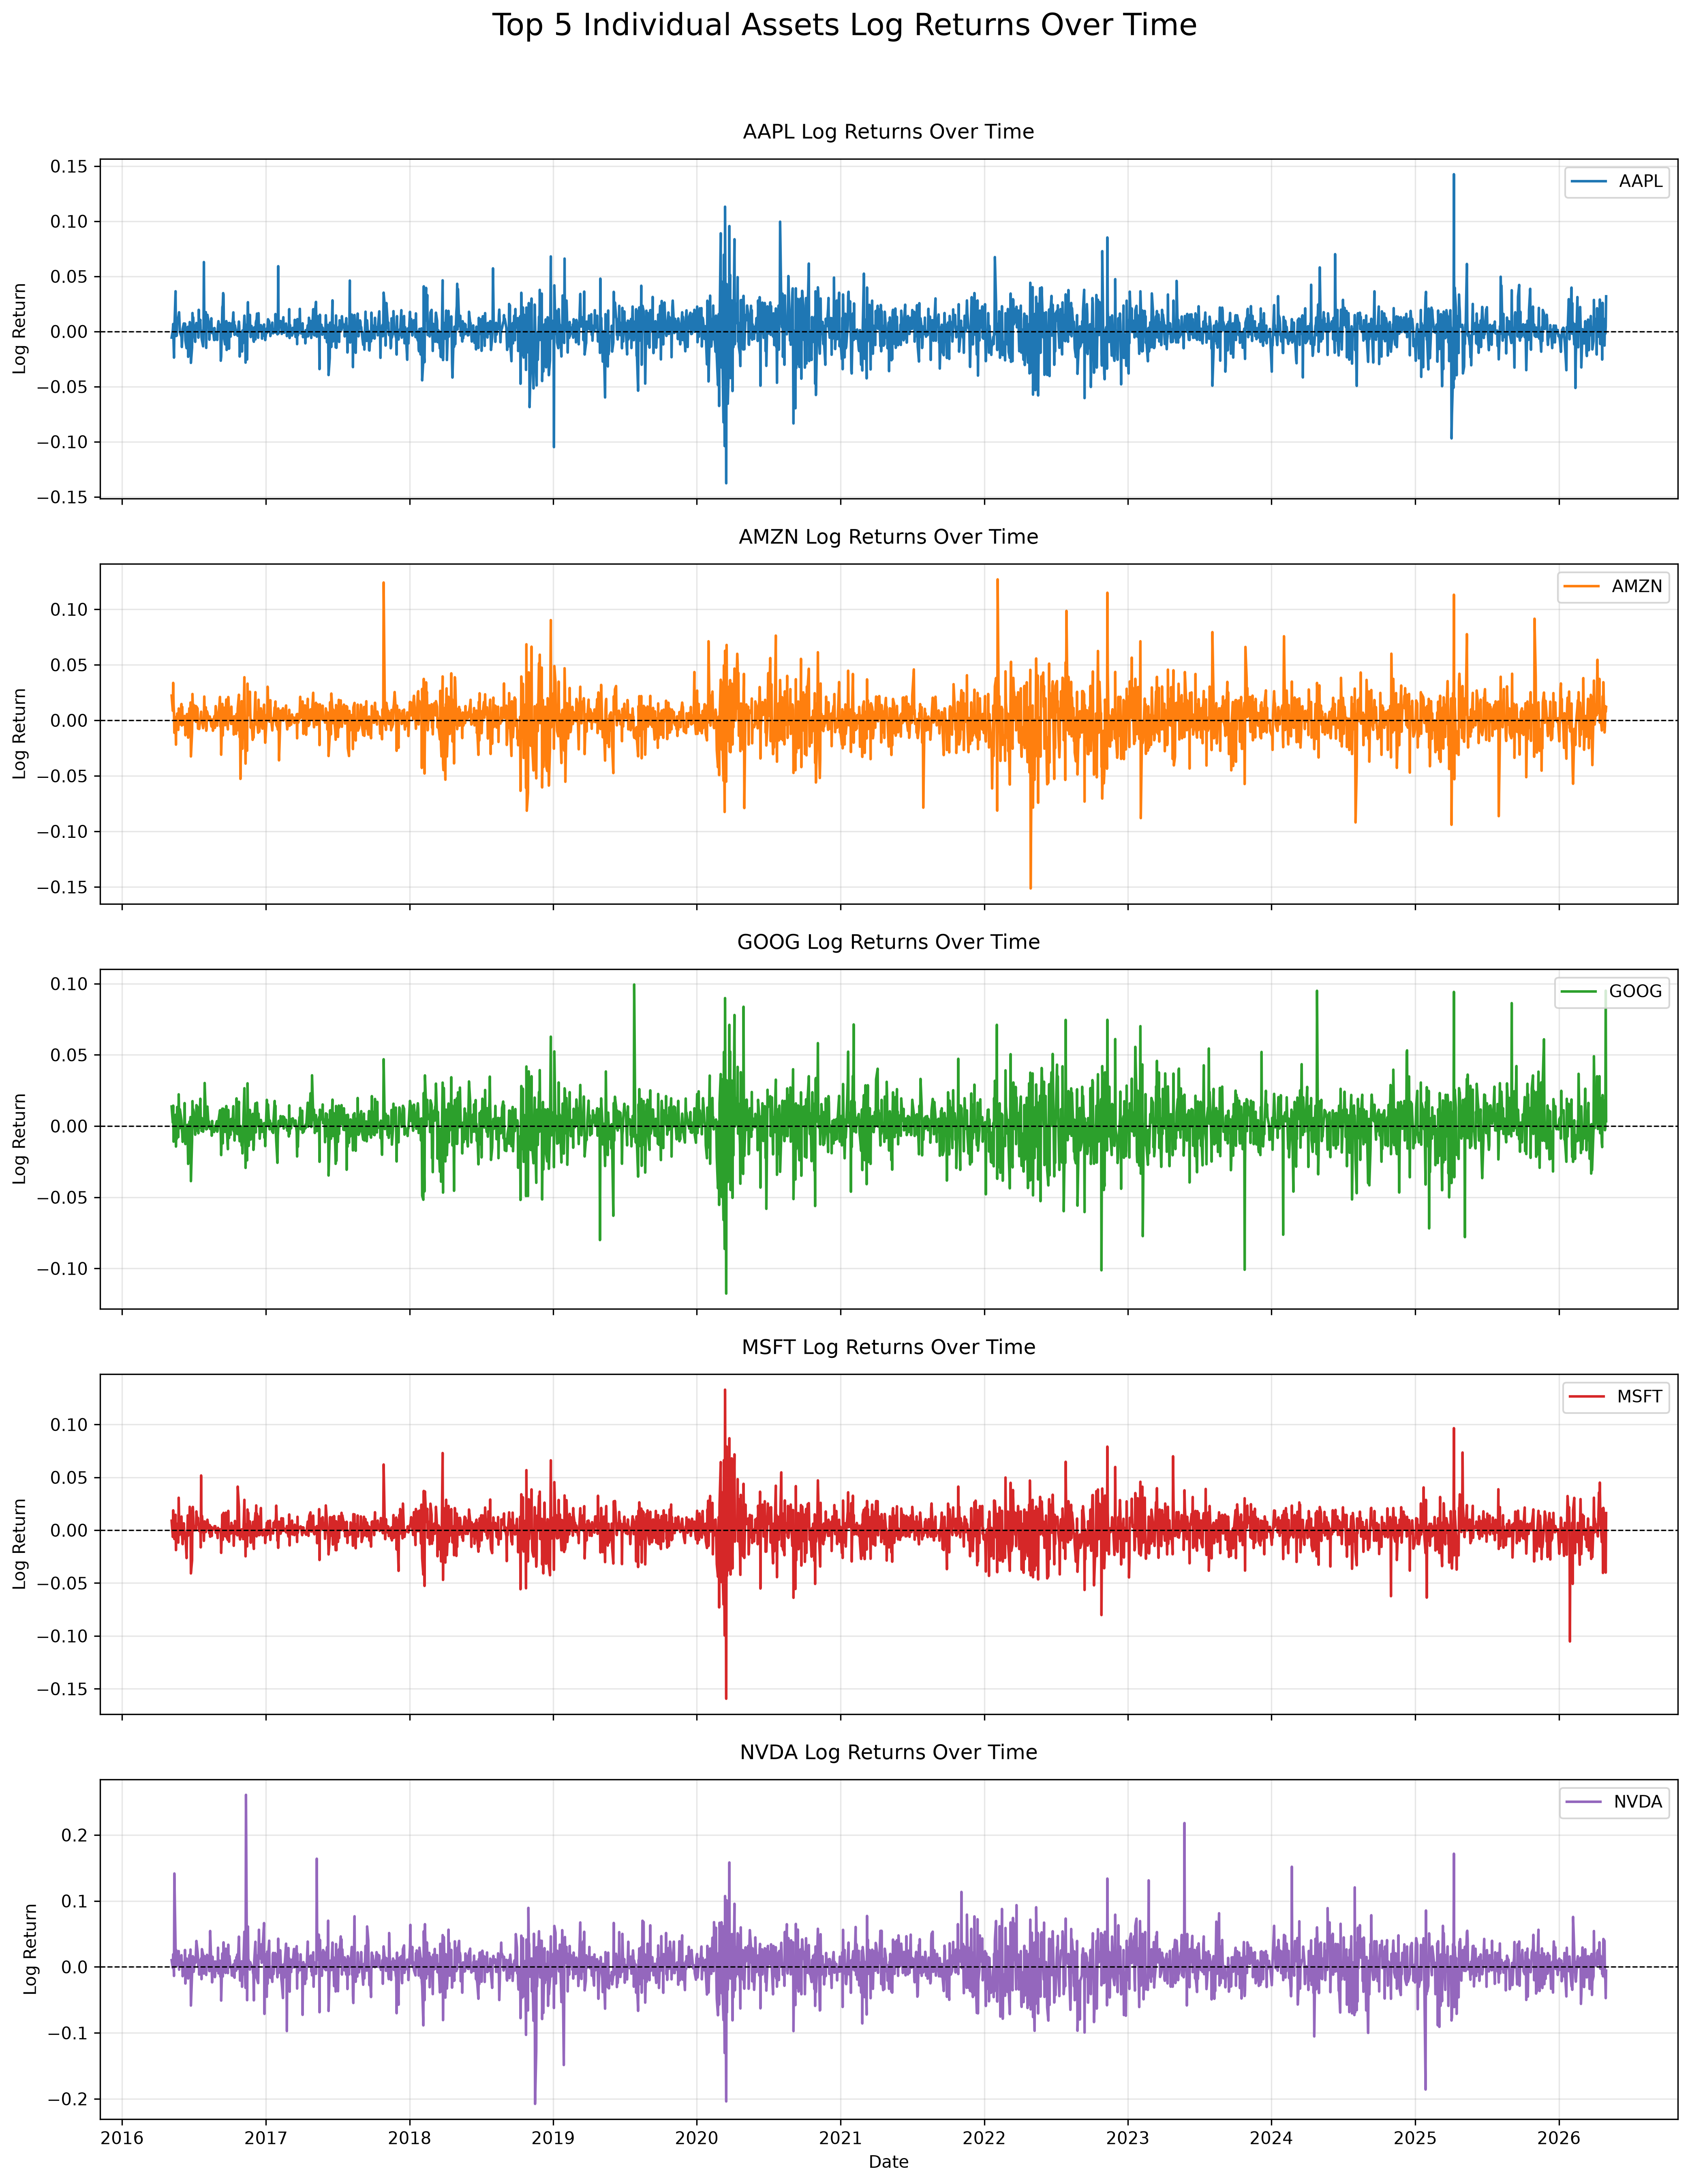 Top 5 Individual Assets Log Returns Over Time
AAPL Log Returns Over Time
AAPL
0.15
0.10
0.05
0.00
−0.05
−0.10
−0.15
Log Return
AMZN Log Returns Over Time
AMZN
0.10
0.05
0.00
−0.05
−0.10
−0.15
Log Return
GOOG Log Returns Over Time
GOOG
0.10
0.05
0.00
−0.05
−0.10
Log Return
MSFT Log Returns Over Time
MSFT
0.10
0.05
0.00
−0.05
−0.10
−0.15
Log Return
NVDA Log Returns Over Time
NVDA
0.2
0.1
0.0
−0.1
−0.2
Log Return
2016 2017 2018 2019 2020 2021 2022 2023 2024 2025 2026
Date